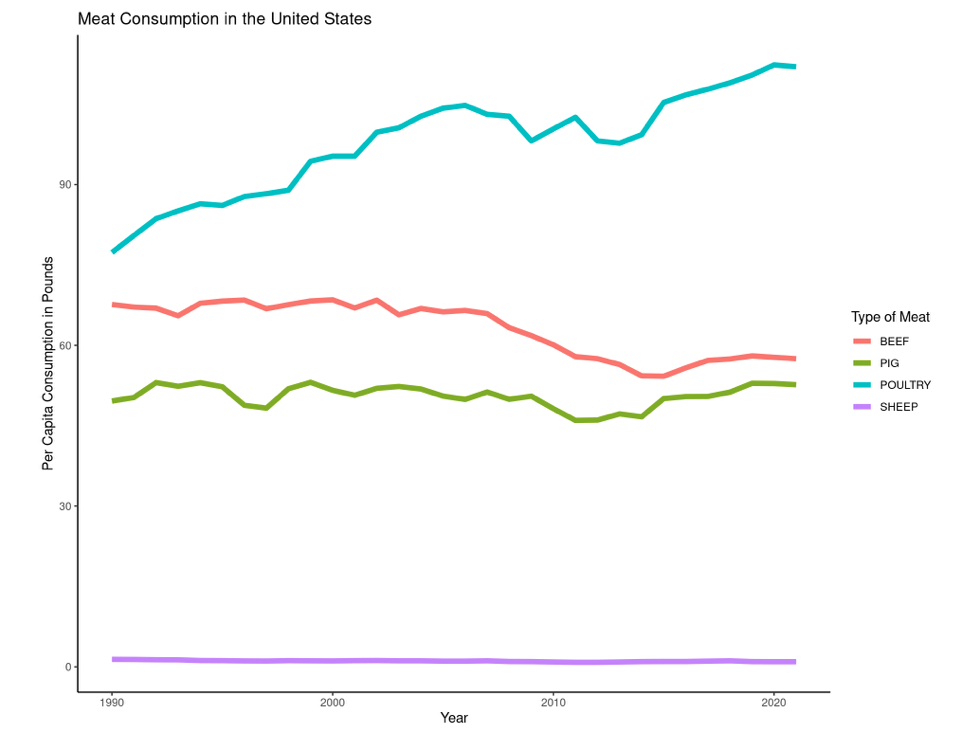 Meat Consumption in the United States
Per Capita Consumption in Pounds
90
60
30
0
1990
2000
2010
2020
Year
Type of Meat
BEEF
PIG
POULTRY
SHEEP